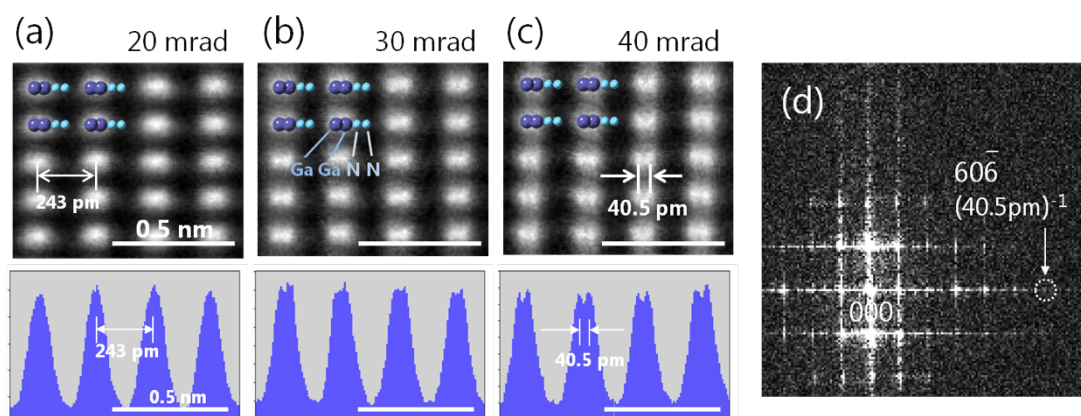 (a)
20 mrad
243 pm
0.5 nm
243 pm
0.5 nm
(b)
30 mrad
Ga Ga N N
(c)
40 mrad
40.5 pm
40.5 pm
(d)
606̅
(40.5pm)⁻¹
000